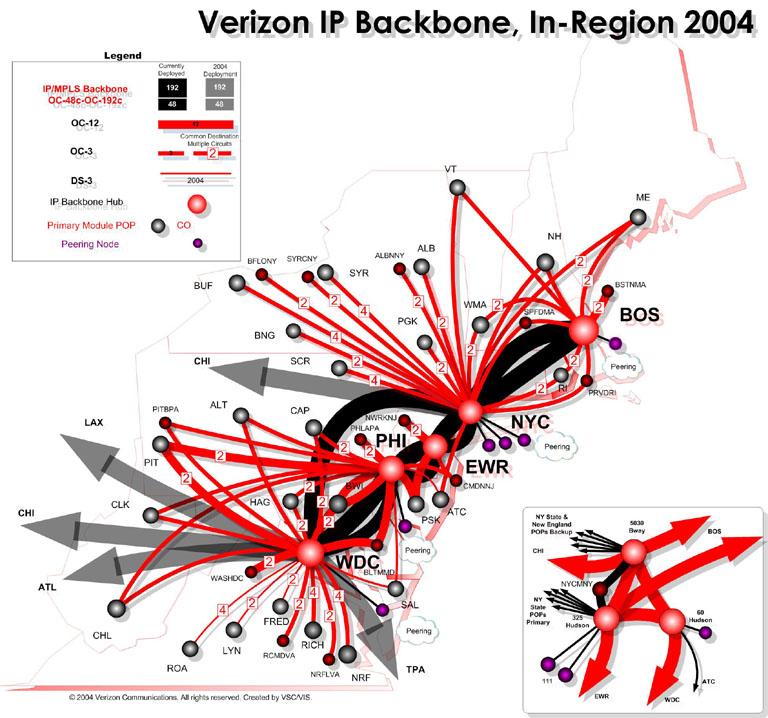 Verizon IP Backbone, In-Region 2004
Legend
Currently Deployed
2004 Deployment
IP/MPLS Backbone
OC-48c-OC-192c
192
192
48
48
OC-12
12
Common Destination
Multiple Circuits
OC-3
3
2
DS-3
2004
IP Backbone Hub
Primary Module POP
CO
Peering Node
VT
ME
NH
ALB
ALBNNY
BFLONY
SYRCNY
SYR
BUF
BSTNMA
WMA
SPFDMA
BOS
PGK
BNG
SCR
Peering
RI
PRVDRI
CHI
NYC
Peering
LAX
PITBPA
ALT
CAP
NWRKNJ
PHLAPA
PHI
EWR
PIT
CMDNNJ
CLK
HAG
BWI
PSK
ATC
CHI
Peering
WDC
BLTMMD
ATL
WASHDC
SAL
CHL
FRED
Peering
LYN
RICH
ROA
RCMDVA
NRFLVA
NRF
TPA
2
2
2
4
2
2
2
2
2
2
2
2
2
4
2
4
2
2
2
2
2
2
2
2
2
4
2
2
4
4
NY State &
New England
POPs Backup
5030
Bway
BOS
CHI
NYCMNY
NY
State
POPs
Primary
325
Hudson
60
Hudson
111
EWR
WDC
ATC
© 2004 Verizon Communications. All rights reserved. Created by VSC/VIS.